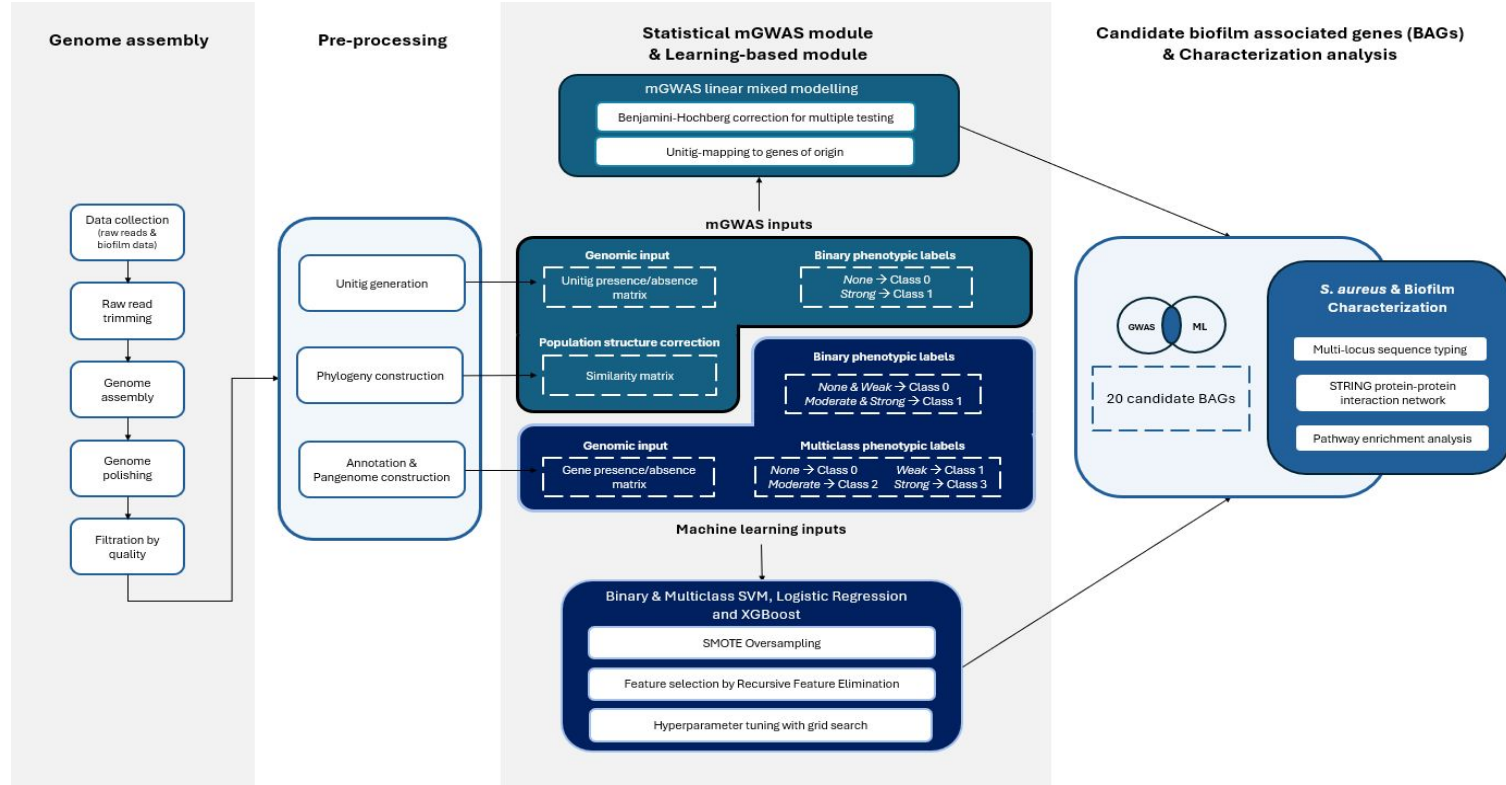 Genome assembly
Data collection
(raw reads &
biofilm data)
Raw read
trimming
Genome
assembly
Genome
polishing
Filtration by
quality
Pre-processing
Unitig generation
Phylogeny construction
Annotation &
Pangenome construction
Statistical mGWAS module
& Learning-based module
mGWAS linear mixed modelling
Benjamini-Hochberg correction for multiple testing
Unitig-mapping to genes of origin
mGWAS inputs
Genomic input
Unitig presence/absence
matrix
Binary phenotypic labels
None → Class 0
Strong → Class 1
Population structure correction
Similarity matrix
Binary phenotypic labels
None & Weak → Class 0
Moderate & Strong → Class 1
Genomic input
Gene presence/absence
matrix
Multiclass phenotypic labels
None → Class 0 Weak → Class 1
Moderate → Class 2 Strong → Class 3
Machine learning inputs
Binary & Multiclass SVM, Logistic Regression
and XGBoost
SMOTE Oversampling
Feature selection by Recursive Feature Elimination
Hyperparameter tuning with grid search
Candidate biofilm associated genes (BAGs)
& Characterization analysis
GWAS ML
20 candidate BAGs
S. aureus & Biofilm
Characterization
Multi-locus sequence typing
STRING protein-protein
interaction network
Pathway enrichment analysis